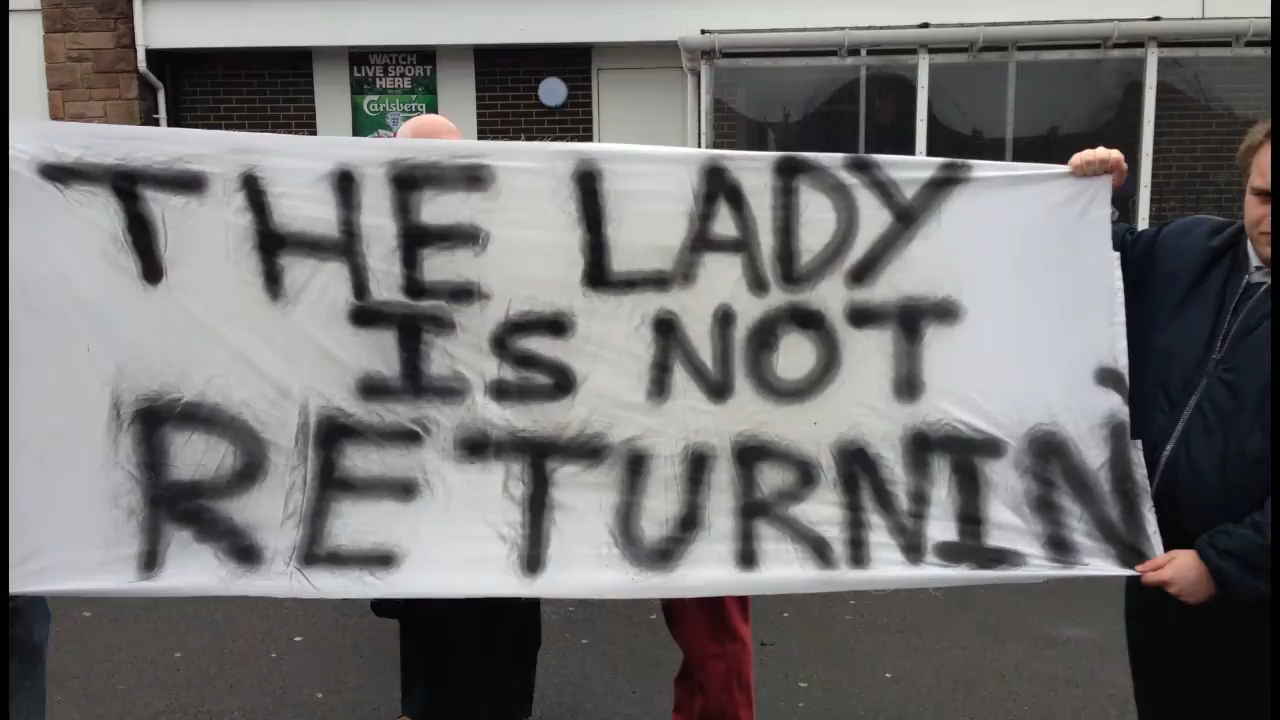 WATCH
LIVE SPORT
HERE
Carlsberg
THE LADY
IS NOT
RETURNIN'